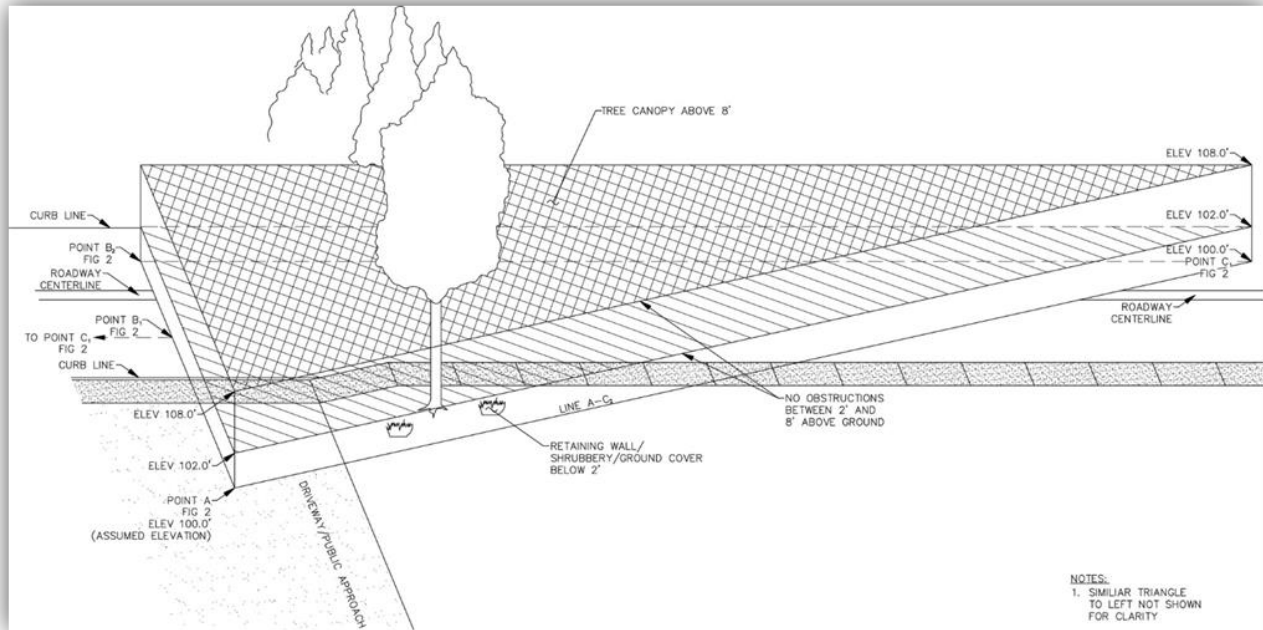 TREE CANOPY ABOVE 8'
ELEV 108.0'
CURB LINE
ELEV 102.0'
POINT B₂
FIG 2
ROADWAY
CENTERLINE
ELEV 100.0'
POINT C
FIG 2
ROADWAY
CENTERLINE
POINT B₁
FIG 2
TO POINT C₁
FIG 2
CURB LINE
ELEV 108.0'
LINE A-C₂
NO OBSTRUCTIONS
BETWEEN 2' AND
8' ABOVE GROUND
ELEV 102.0'
RETAINING WALL/
SHRUBBERY/GROUND COVER
BELOW 2'
POINT A
FIG 2
ELEV 100.0'
(ASSUMED ELEVATION)
DRIVEWAY/PUBLIC APPROACH
NOTES:
1. SIMILIAR TRIANGLE
TO LEFT NOT SHOWN
FOR CLARITY